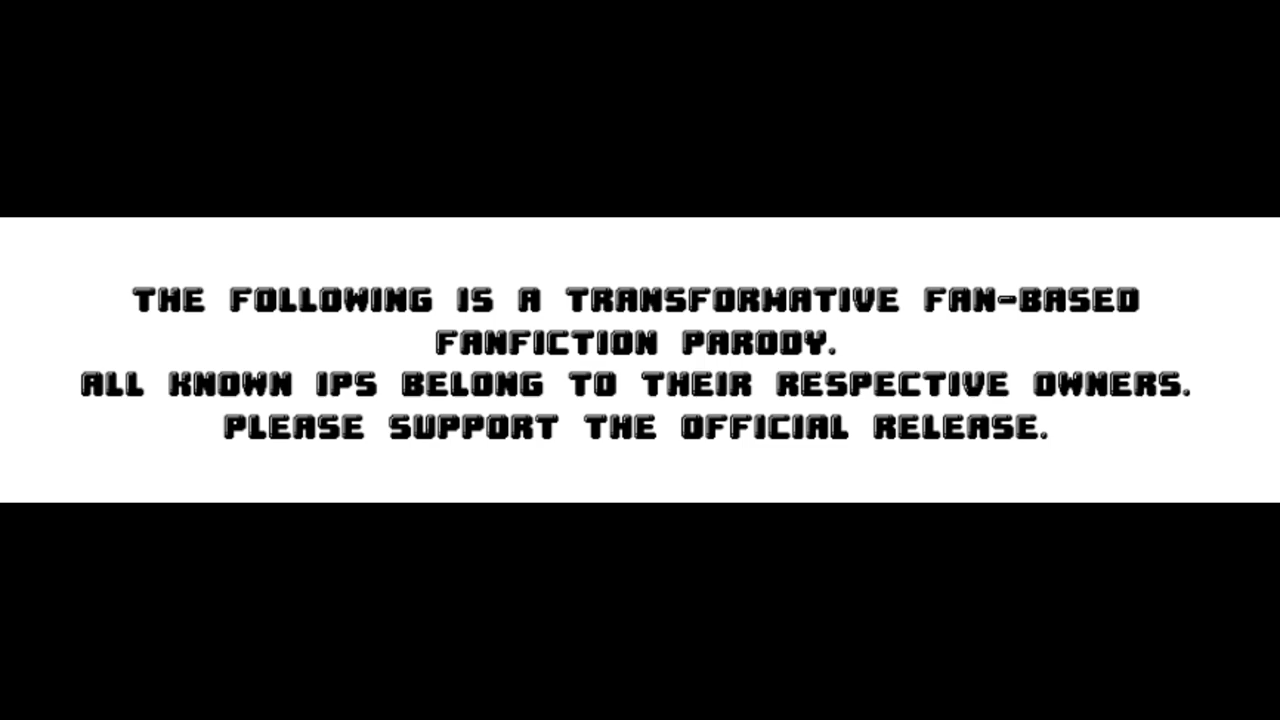 THE FOLLOWING IS A TRANSFORMATIVE FAN-BASED
FANFICTION PARODY.
ALL KNOWN IPS BELONG TO THEIR RESPECTIVE OWNERS.
PLEASE SUPPORT THE OFFICIAL RELEASE.